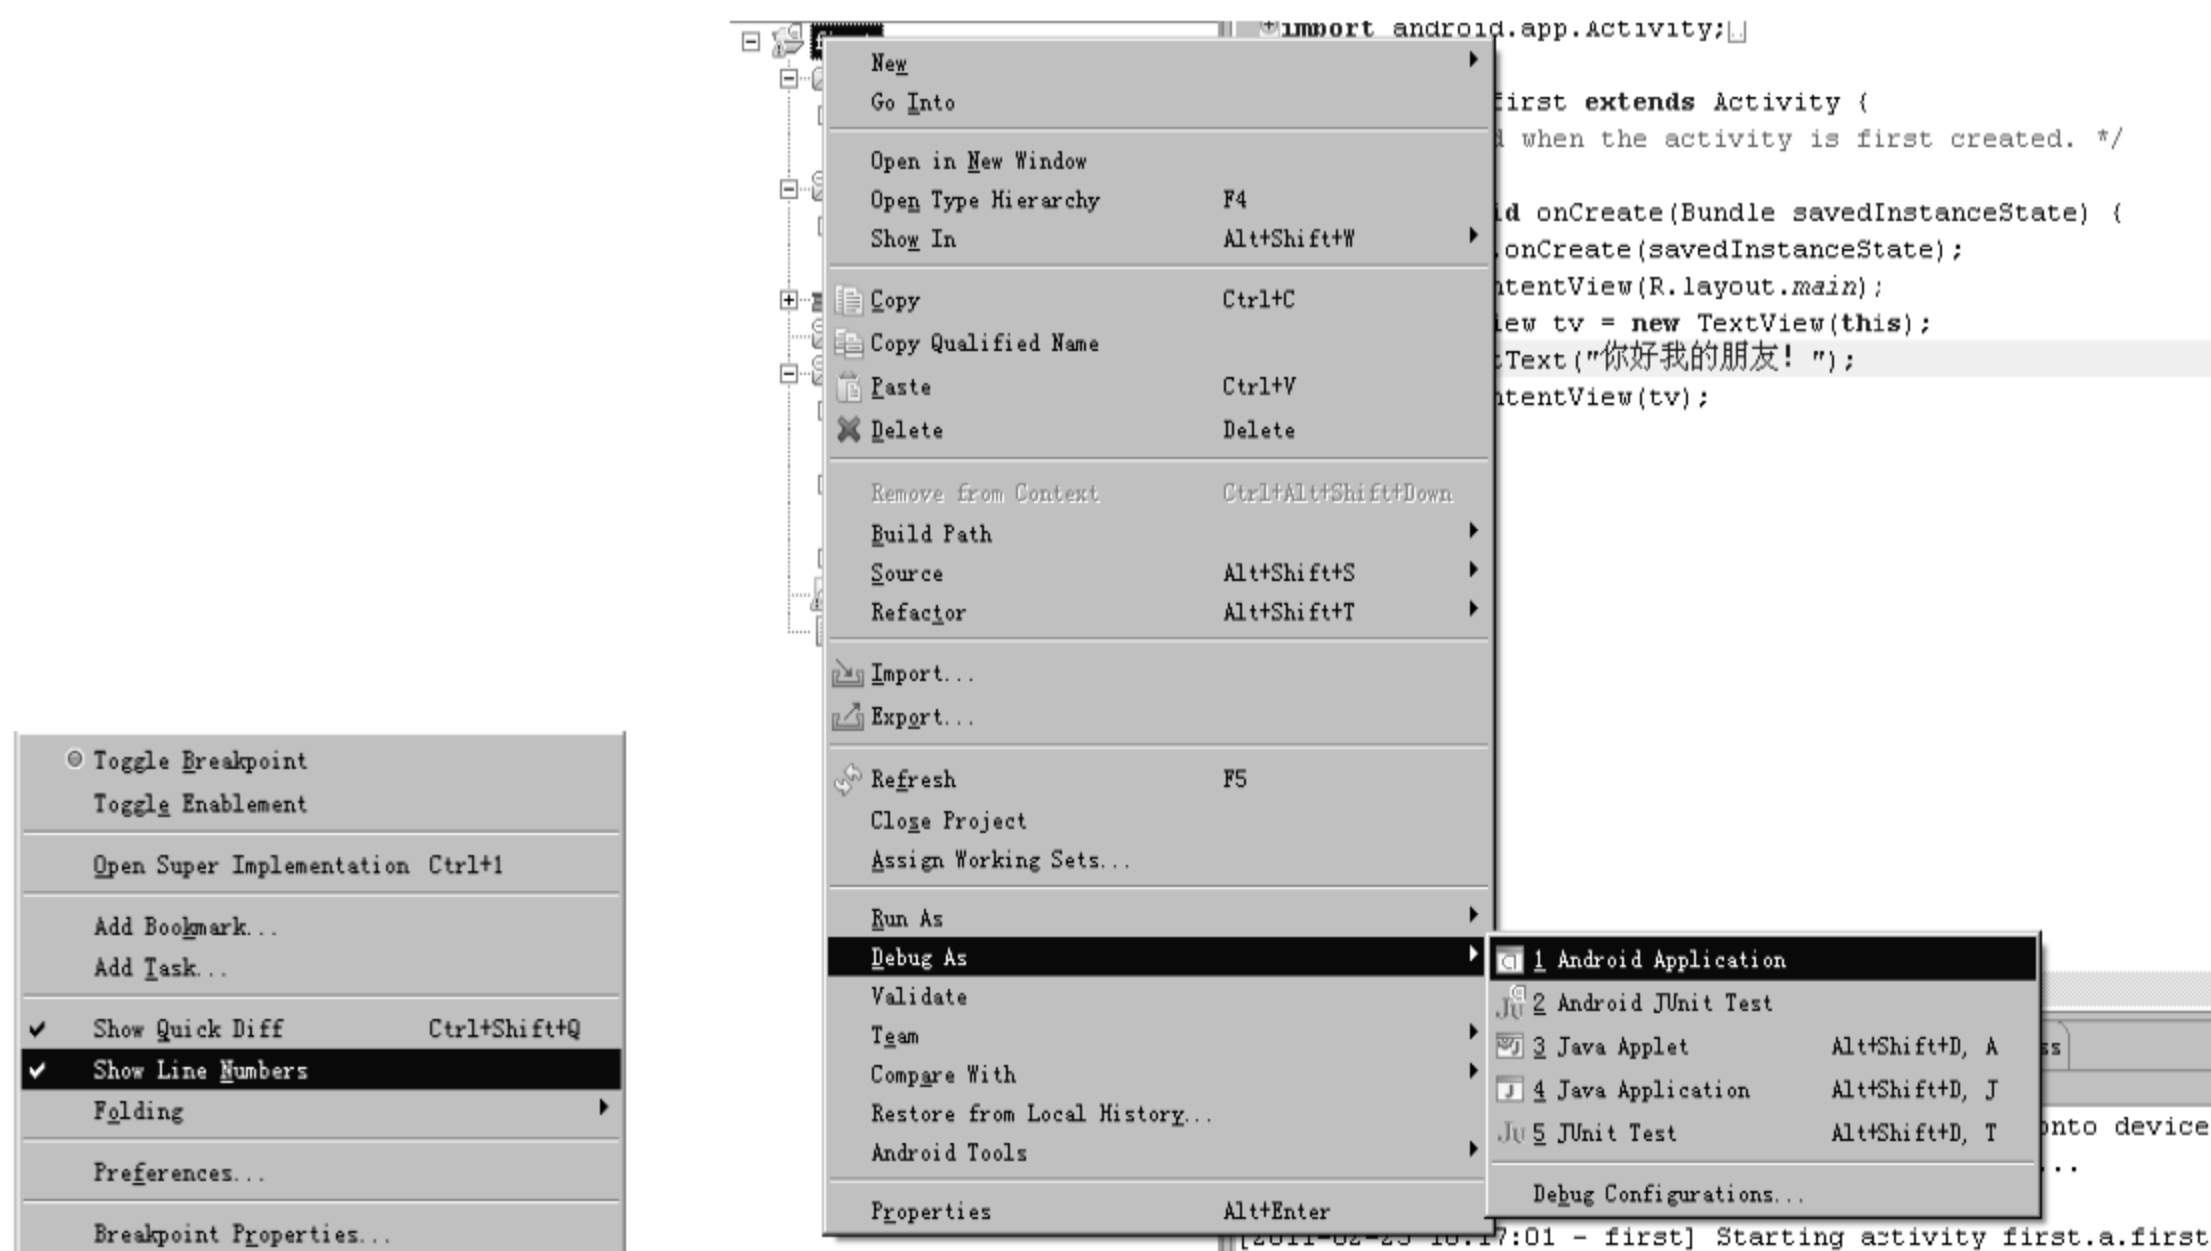 Toggle Breakpoint
Toggle Enablement
Open Super Implementation Ctrl+1
Add Bookmark...
Add Task...
Show Quick Diff Ctrl+Shift+Q
Show Line Numbers
Folding
Preferences...
Breakpoint Properties...
New
Go Into
Open in New Window
Open Type Hierarchy F4
Show In Alt+Shift+W
Copy Ctrl+C
Copy Qualified Name
Paste Ctrl+V
Delete Delete
Remove from Context Ctrl+Alt+Shift+Down
Build Path
Source Alt+Shift+S
Refactor Alt+Shift+T
Import...
Export...
Refresh F5
Close Project
Assign Working Sets...
Run As
Debug As
Validate
Team
Compare With
Restore from Local History...
Android Tools
Properties Alt+Enter
1 Android Application
2 Android JUnit Test
3 Java Applet Alt+Shift+D, A
4 Java Application Alt+Shift+D, J
5 JUnit Test Alt+Shift+D, T
Debug Configurations...
import android.app.Activity;
first extends Activity {
when the activity is first created. */
onCreate(Bundle savedInstanceState) {
.onCreate(savedInstanceState);
ntentView(R.layout.main);
iew tv = new TextView(this);
tText("你好我的朋友! ");
ntentView(tv);
ss
onto device
...
:01 - first] Starting activity first.a.first